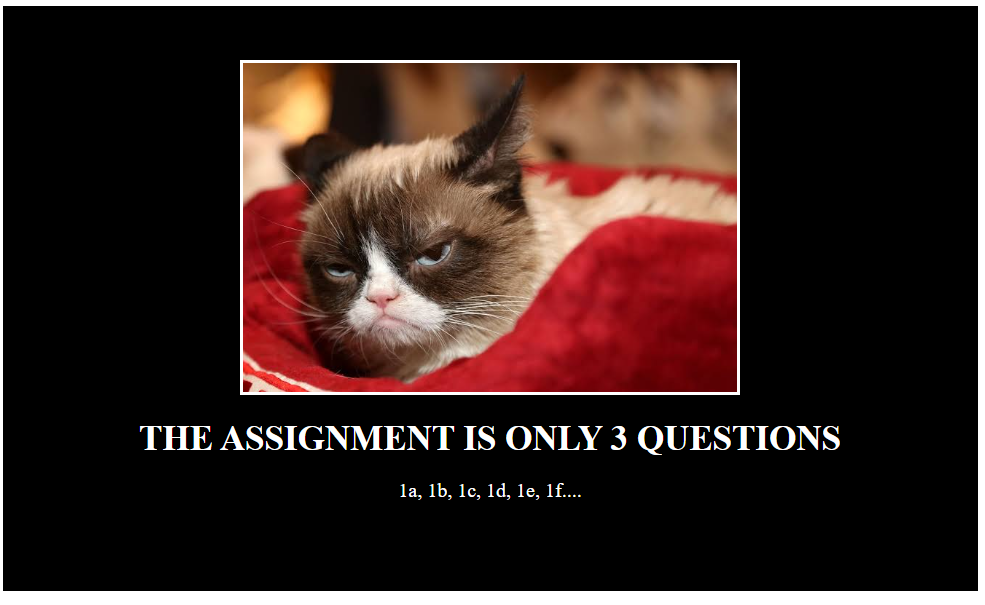 THE ASSIGNMENT IS ONLY 3 QUESTIONS
1a, 1b, 1c, 1d, 1e, 1f....